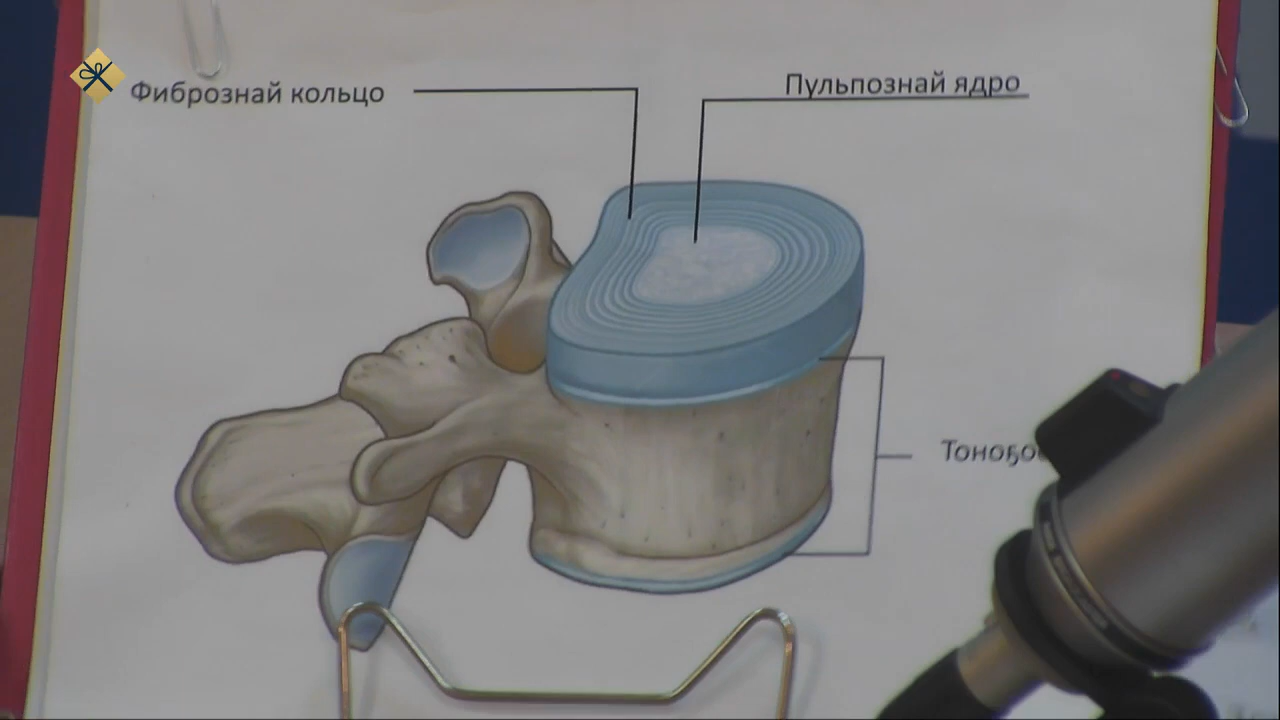 Фибрознай кольцо
Пульпознай ядро